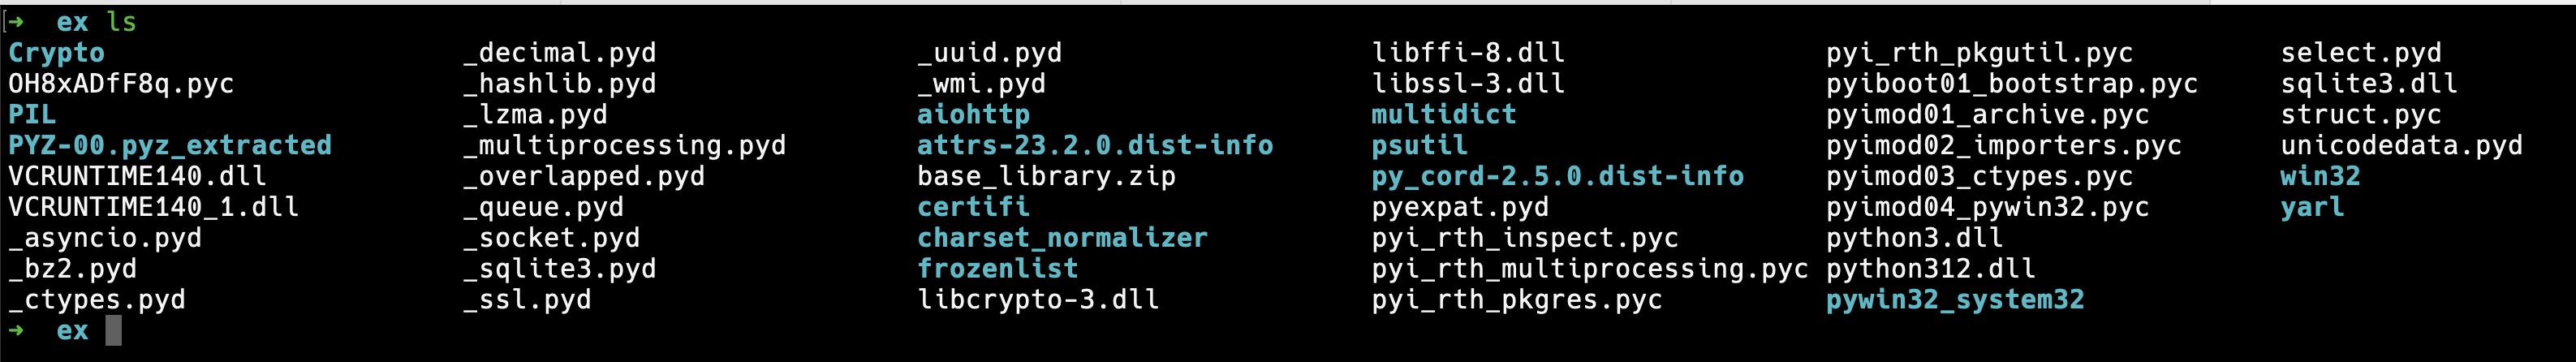 [➜  ex ls
Crypto _decimal.pyd _uuid.pyd libffi-8.dll pyi_rth_pkgutil.pyc select.pyd
OH8xADfF8q.pyc _hashlib.pyd _wmi.pyd libssl-3.dll pyiboot01_bootstrap.pyc sqlite3.dll
PIL _lzma.pyd aiohttp multidict pyimod01_archive.pyc struct.pyc
PYZ-00.pyz_extracted _multiprocessing.pyd attrs-23.2.0.dist-info psutil pyimod02_importers.pyc unicodedata.pyd
VCRUNTIME140.dll _overlapped.pyd base_library.zip py_cord-2.5.0.dist-info pyimod03_ctypes.pyc win32
VCRUNTIME140_1.dll _queue.pyd certifi pyexpat.pyd pyimod04_pywin32.pyc yarl
_asyncio.pyd _socket.pyd charset_normalizer pyi_rth_inspect.pyc python3.dll
_bz2.pyd _sqlite3.pyd frozenlist pyi_rth_multiprocessing.pyc python312.dll
_ctypes.pyd _ssl.pyd libcrypto-3.dll pyi_rth_pkgres.pyc pywin32_system32
➜  ex